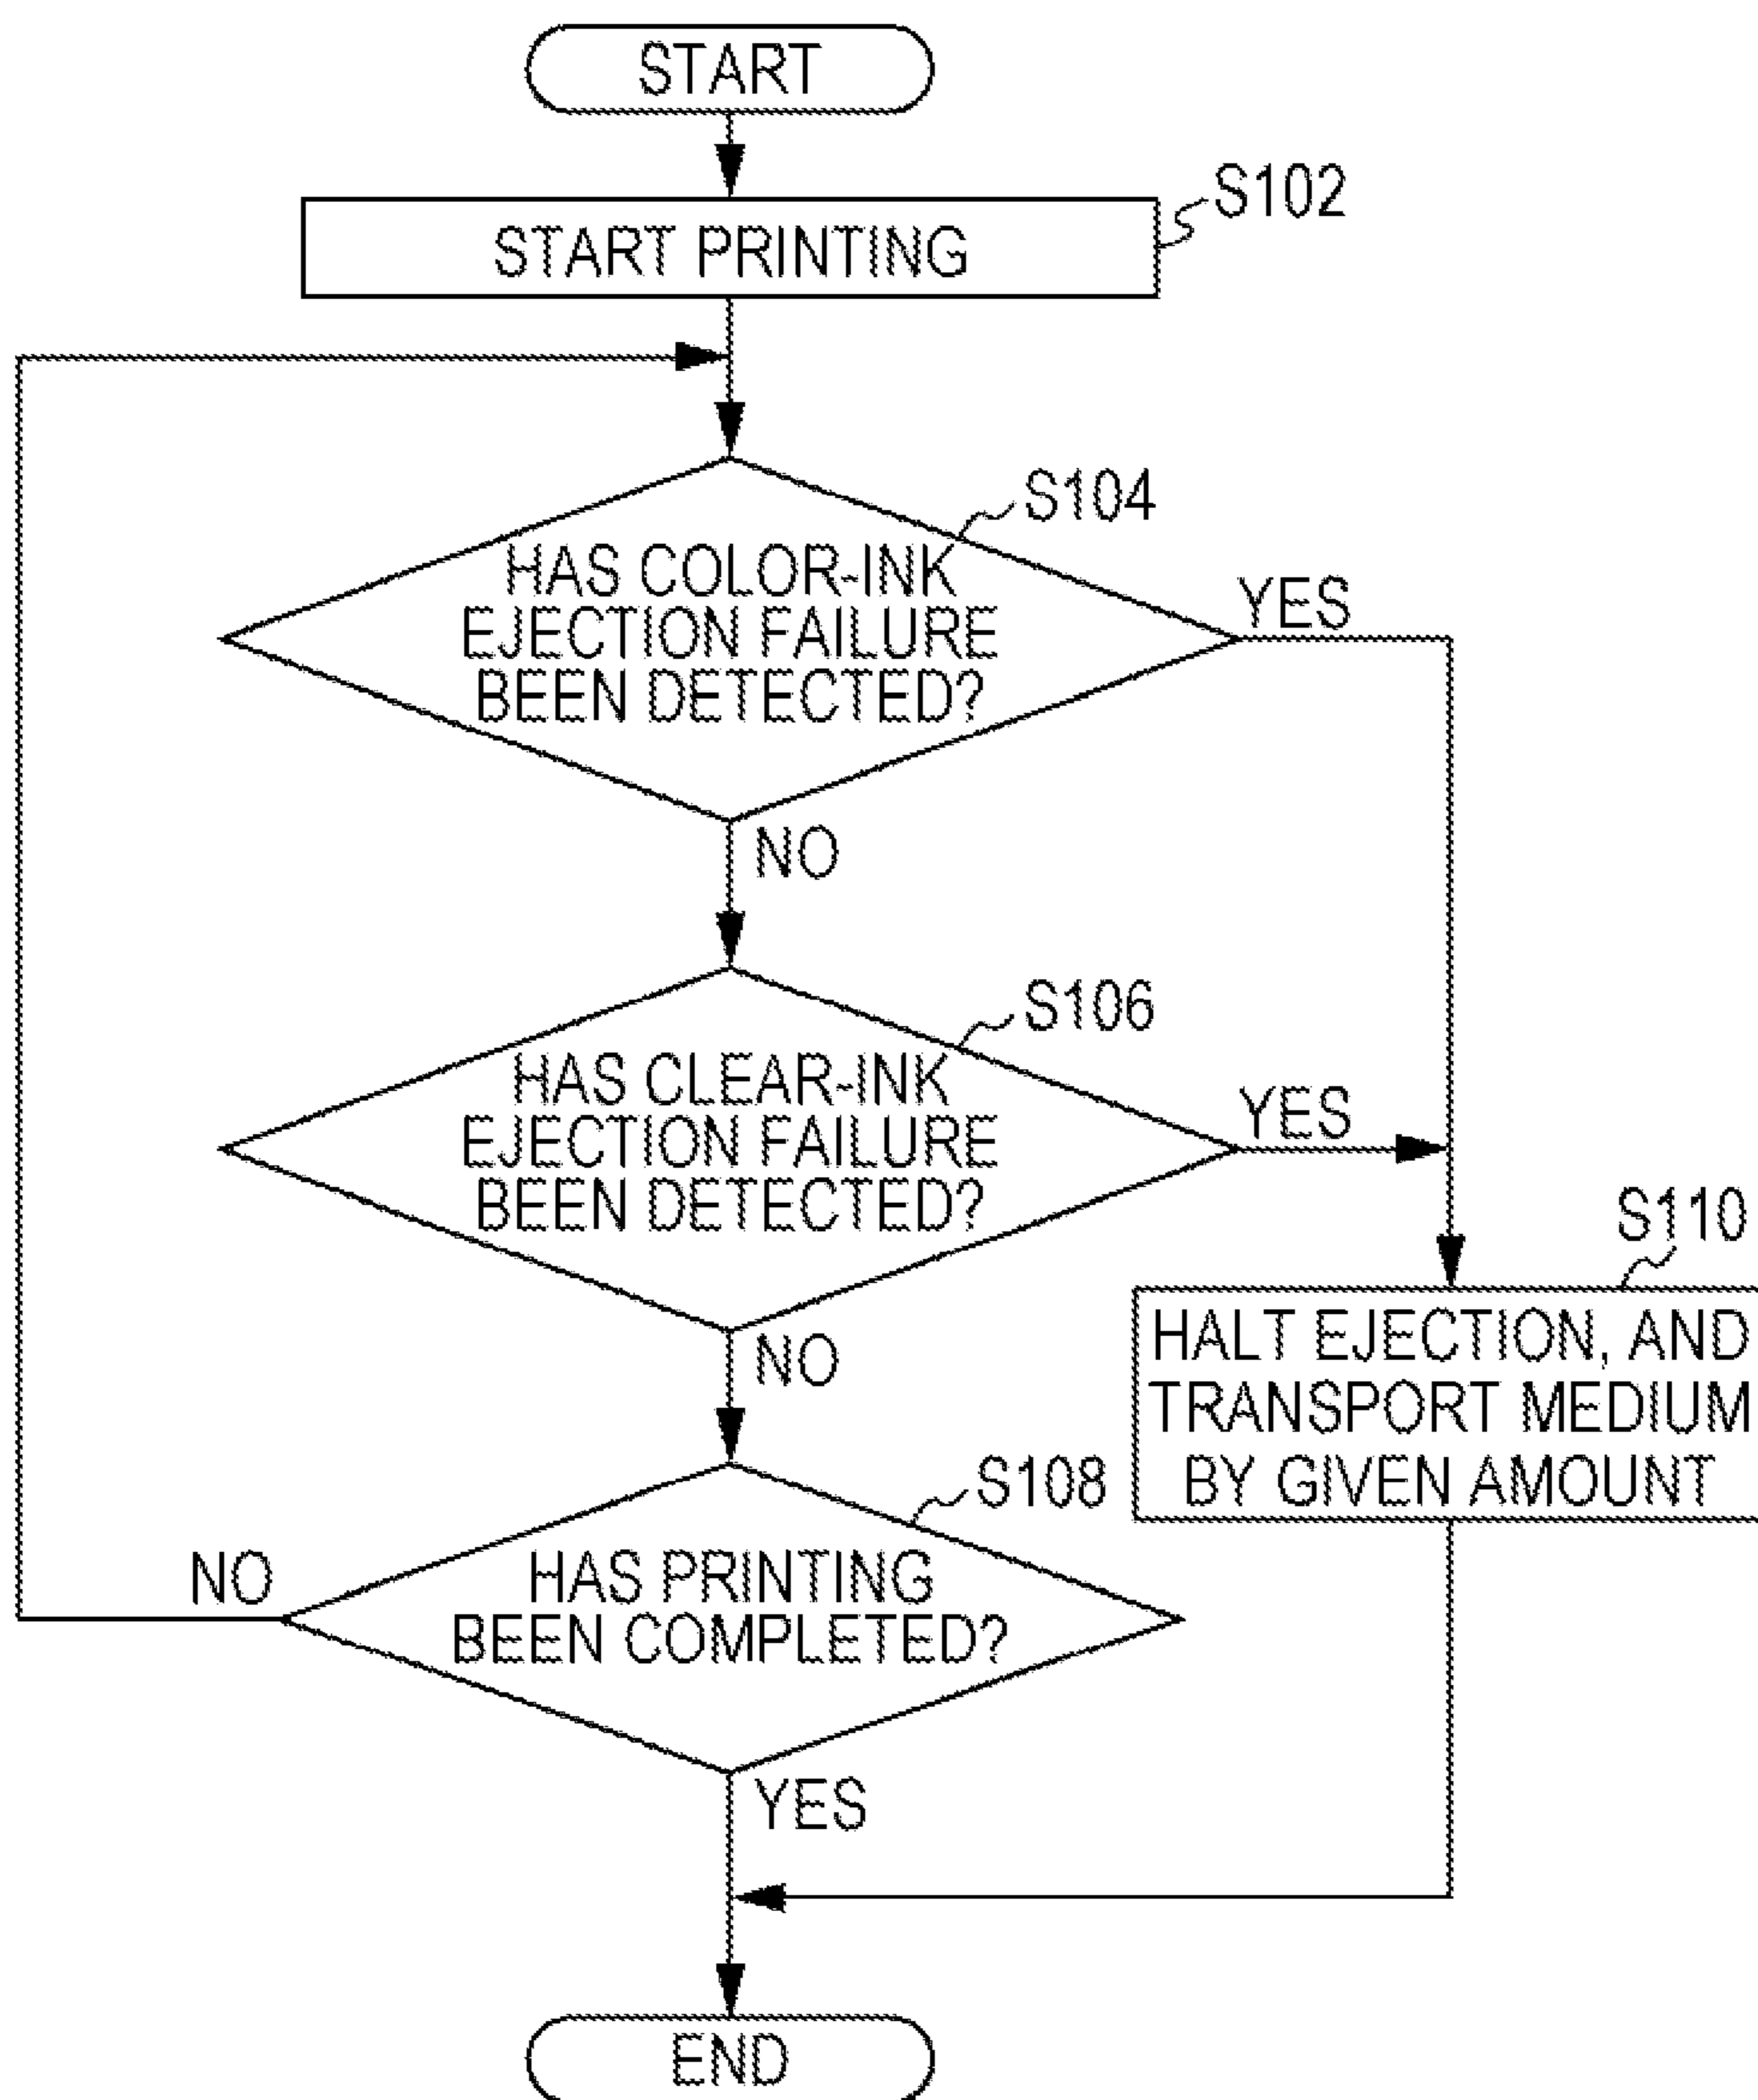 START
S102
START PRINTING
S104
HAS COLOR-INK
EJECTION FAILURE
BEEN DETECTED?
YES
NO
S106
HAS CLEAR-INK
EJECTION FAILURE
BEEN DETECTED?
YES
NO
S110
HALT EJECTION, AND
TRANSPORT MEDIUM
BY GIVEN AMOUNT
S108
HAS PRINTING
BEEN COMPLETED?
NO
YES
END